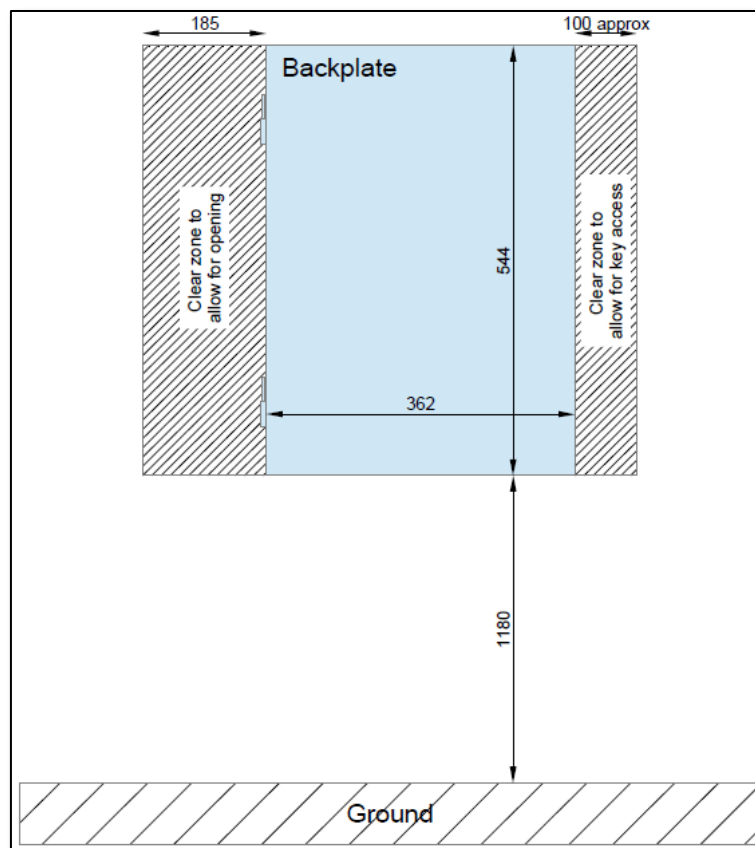 185
100 approx
Backplate
Clear zone to
allow for opening
544
Clear zone to
allow for key access
362
1180
Ground